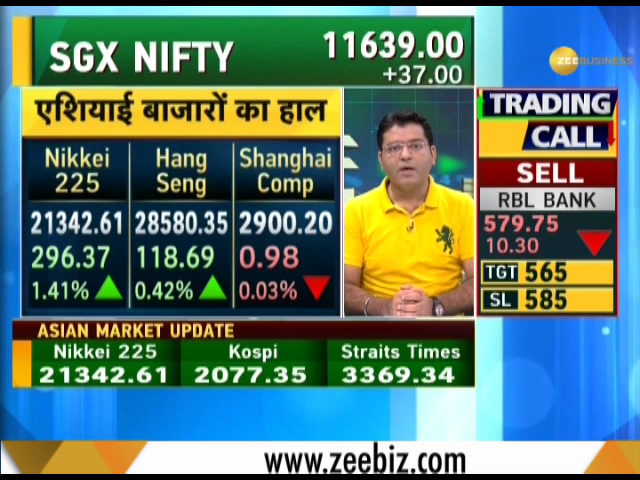 SGX NIFTY
11639.00
+37.00
ZEEBUSINESS
एशियाई बाजारों का हाल
Nikkei 225
21342.61
296.37
1.41%
Hang Seng
28580.35
118.69
0.42%
Shanghai Comp
2900.20
0.98
0.03%
TRADING
CALL
SELL
RBL BANK
579.75
10.30
TGT 565
SL 585
ASIAN MARKET UPDATE
Nikkei 225 Kospi Straits Times
21342.61 2077.35 3369.34
www.zeebiz.com